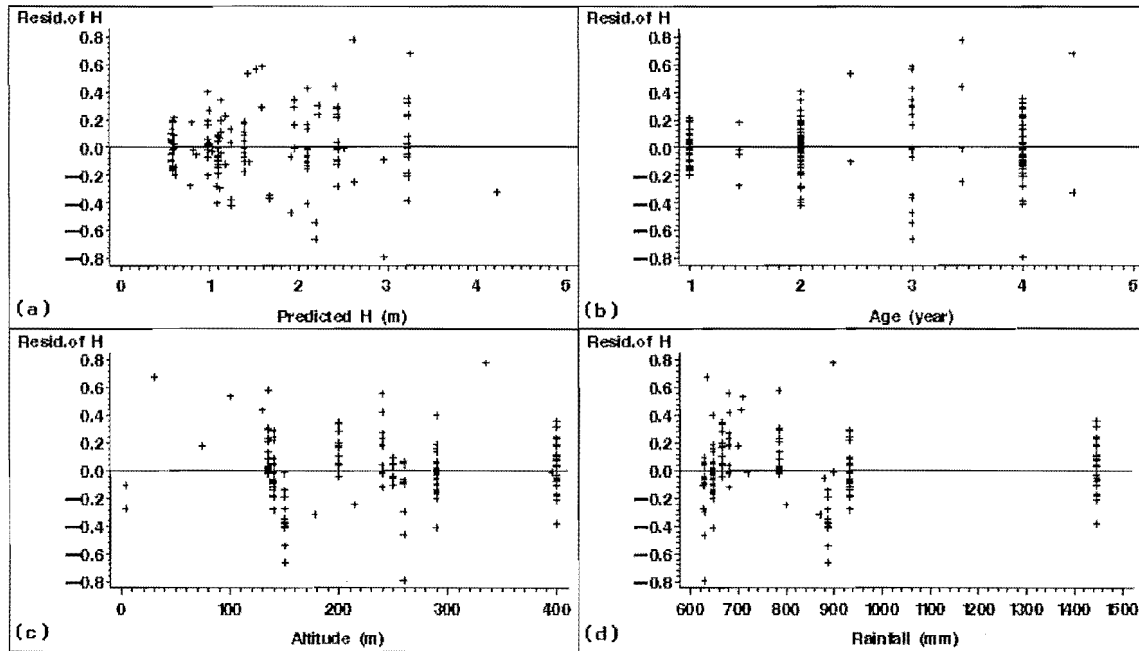 Resid.of H
0.8
0.6
0.4
0.2
0.0
−0.2
−0.4
−0.6
−0.8
0 1 2 3 4 5
(a)
Predicted H (m)
Resid.of H
0.8
0.6
0.4
0.2
0.0
−0.2
−0.4
−0.6
−0.8
1 2 3 4 5
(b)
Age (year)
Resid.of H
0.8
0.6
0.4
0.2
0.0
−0.2
−0.4
−0.6
−0.8
0 100 200 300 400
(c)
Altitude (m)
Resid.of H
0.8
0.6
0.4
0.2
0.0
−0.2
−0.4
−0.6
−0.8
600 700 800 900 1000 1100 1200 1300 1400 1500
(d)
Rainfall (mm)